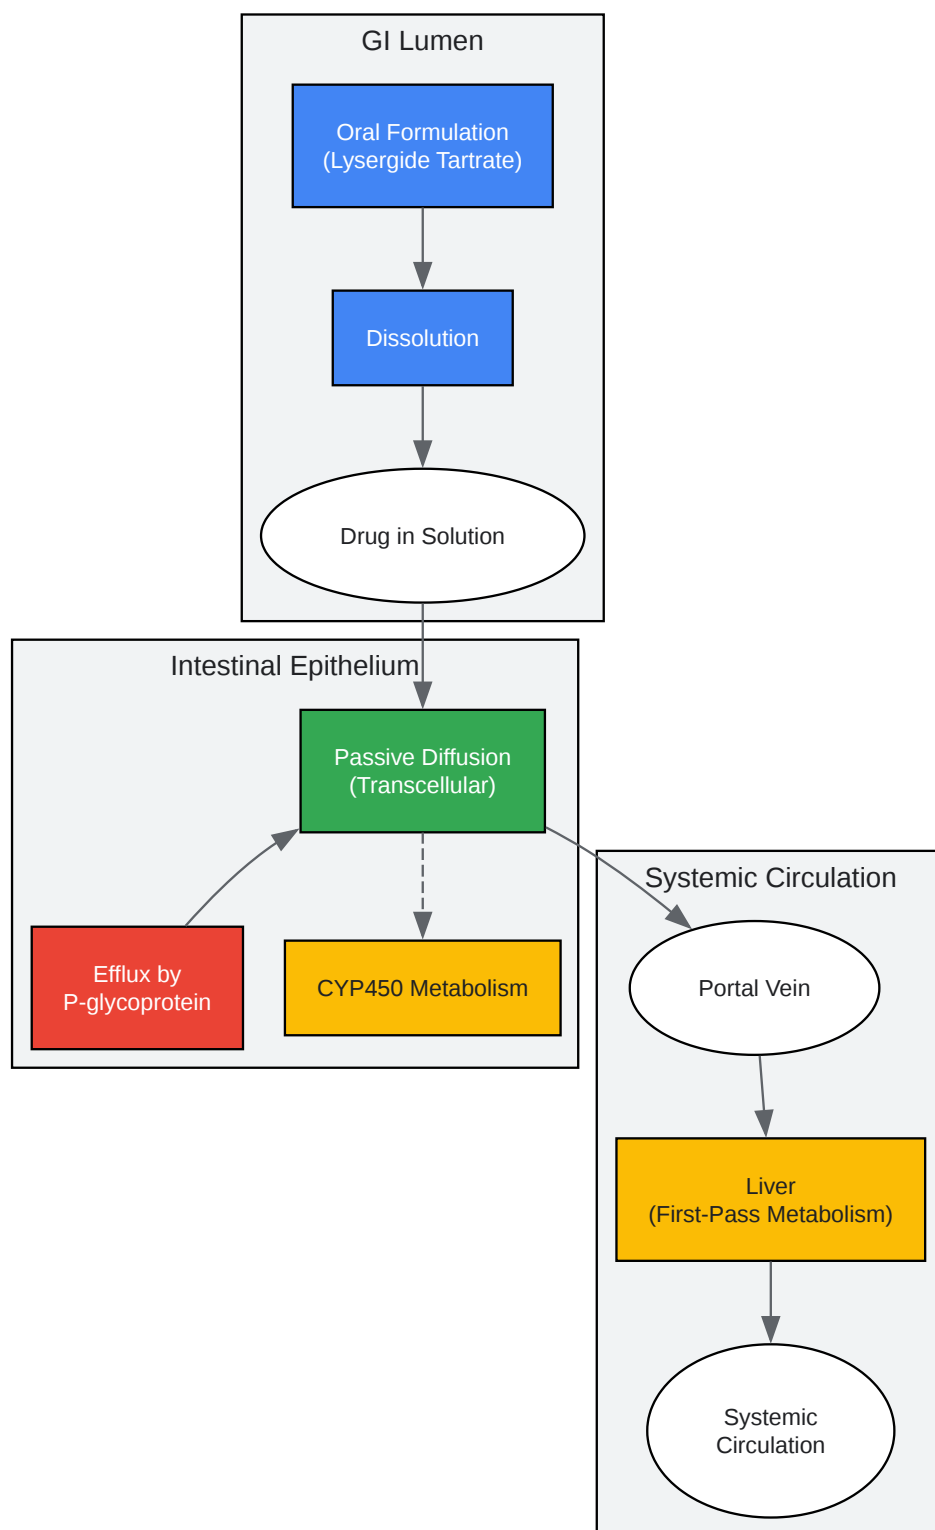 GI Lumen
Oral Formulation
(Lysergide Tartrate)
Dissolution
Drug in Solution
Intestinal Epithelium
Passive Diffusion
(Transcellular)
Efflux by
P-glycoprotein
CYP450 Metabolism
Systemic Circulation
Portal Vein
Liver
(First-Pass Metabolism)
Systemic
Circulation